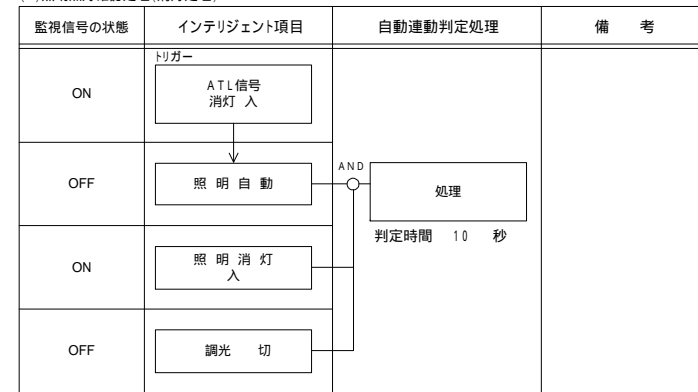 監視信号の状態 インテリジェント項目 自動連動判定処理 備 考
トリガー
ON
ATL信号
消灯 入
OFF
照 明 自 動
AND
処理
判定時間 10 秒
ON
照 明 消 灯
入
OFF
調光 切